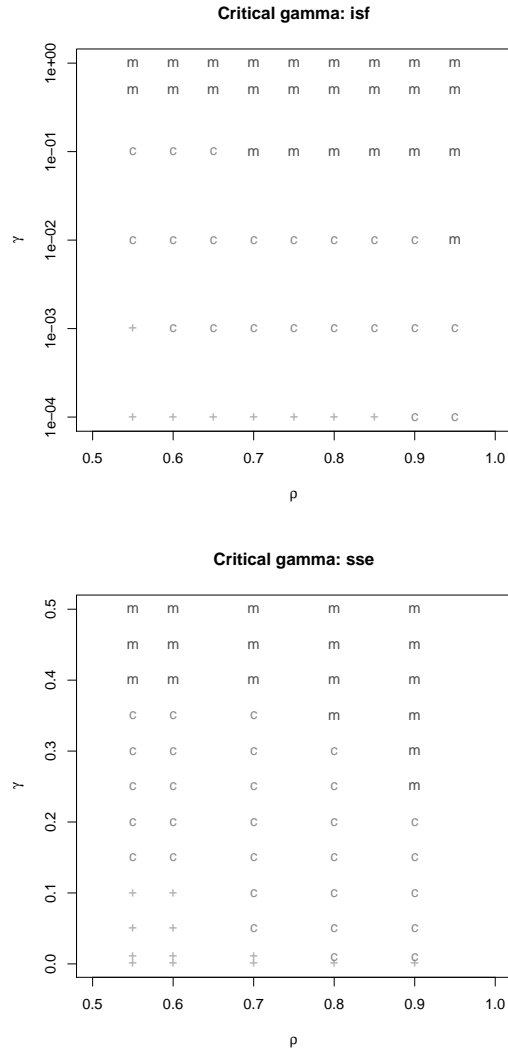 Critical gamma: isf
1e+00
m m m m m m m m m
m m m m m m m m m
1e−01
c c c m m m m m m
γ
1e−02
c c c c c c c c m
1e−03
+ c c c c c c c c
1e−04
+ + + + + + + c c
0.5 0.6 0.7 0.8 0.9 1.0
ρ
Critical gamma: sse
0.5
m m m m m
m m m m m
0.4
m m m m m
c c c m m
0.3
c c c c m
γ
c c c c m
0.2
c c c c c
c c c c c
0.1
+ + c c c
+ + c c c
+ + + c c
0.0
+ + + + +
0.5 0.6 0.7 0.8 0.9 1.0
ρ